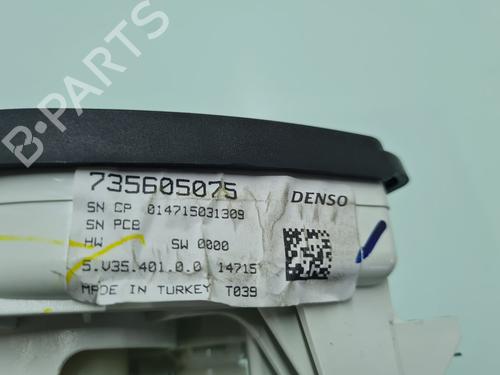 B-PARTS
735605075
DENSO
SN CP 014715031309
SN PCB
HW SW 0000
5.V35.401.0.0 14715
MADE IN TURKEY T039